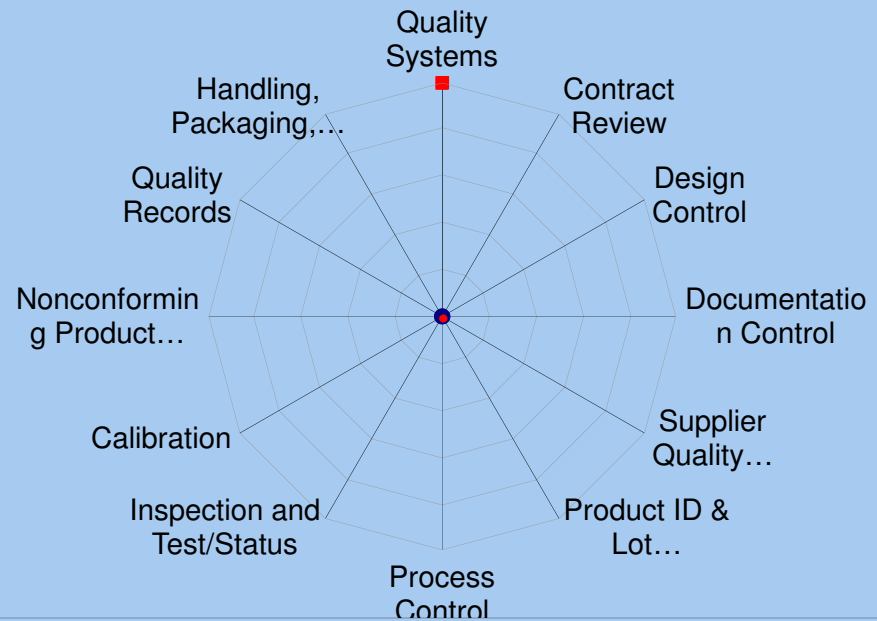 Quality
Systems
Contract
Review
Design
Control
Documentatio
n Control
Supplier
Quality…
Product ID &
Lot…
Process
Control
Inspection and
Test/Status
Calibration
Nonconformin
g Product…
Quality
Records
Handling,
Packaging,…